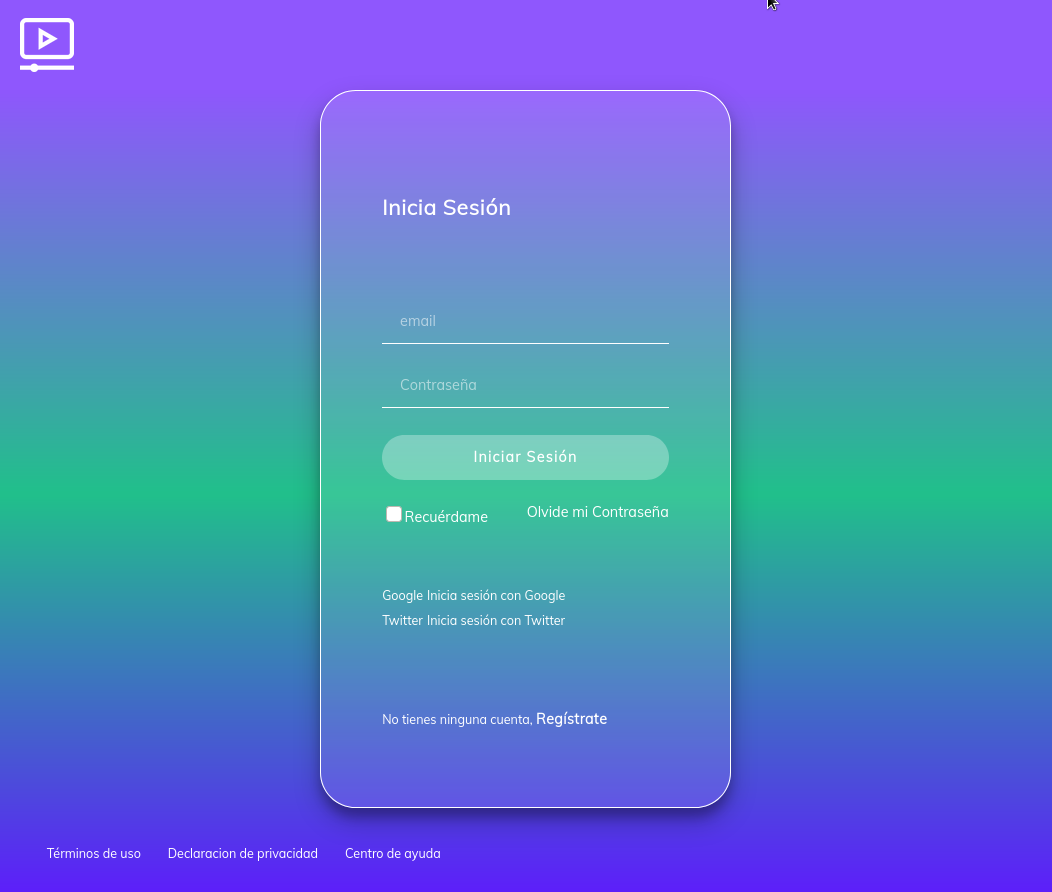 Inicia Sesión
email
Contraseña
Iniciar Sesión
Recuérdame Olvide mi Contraseña
Google Inicia sesión con Google
Twitter Inicia sesión con Twitter
No tienes ninguna cuenta, Regístrate
Términos de uso Declaracion de privacidad Centro de ayuda